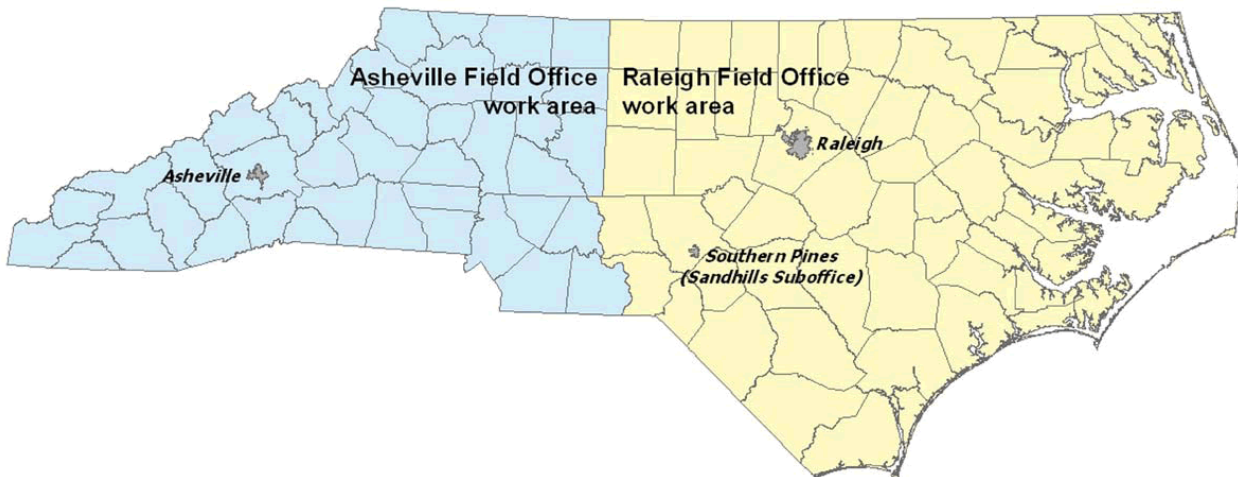 Asheville Field Office
work area
Raleigh Field Office
work area
Raleigh
Asheville
Southern Pines
(Sandhills Suboffice)